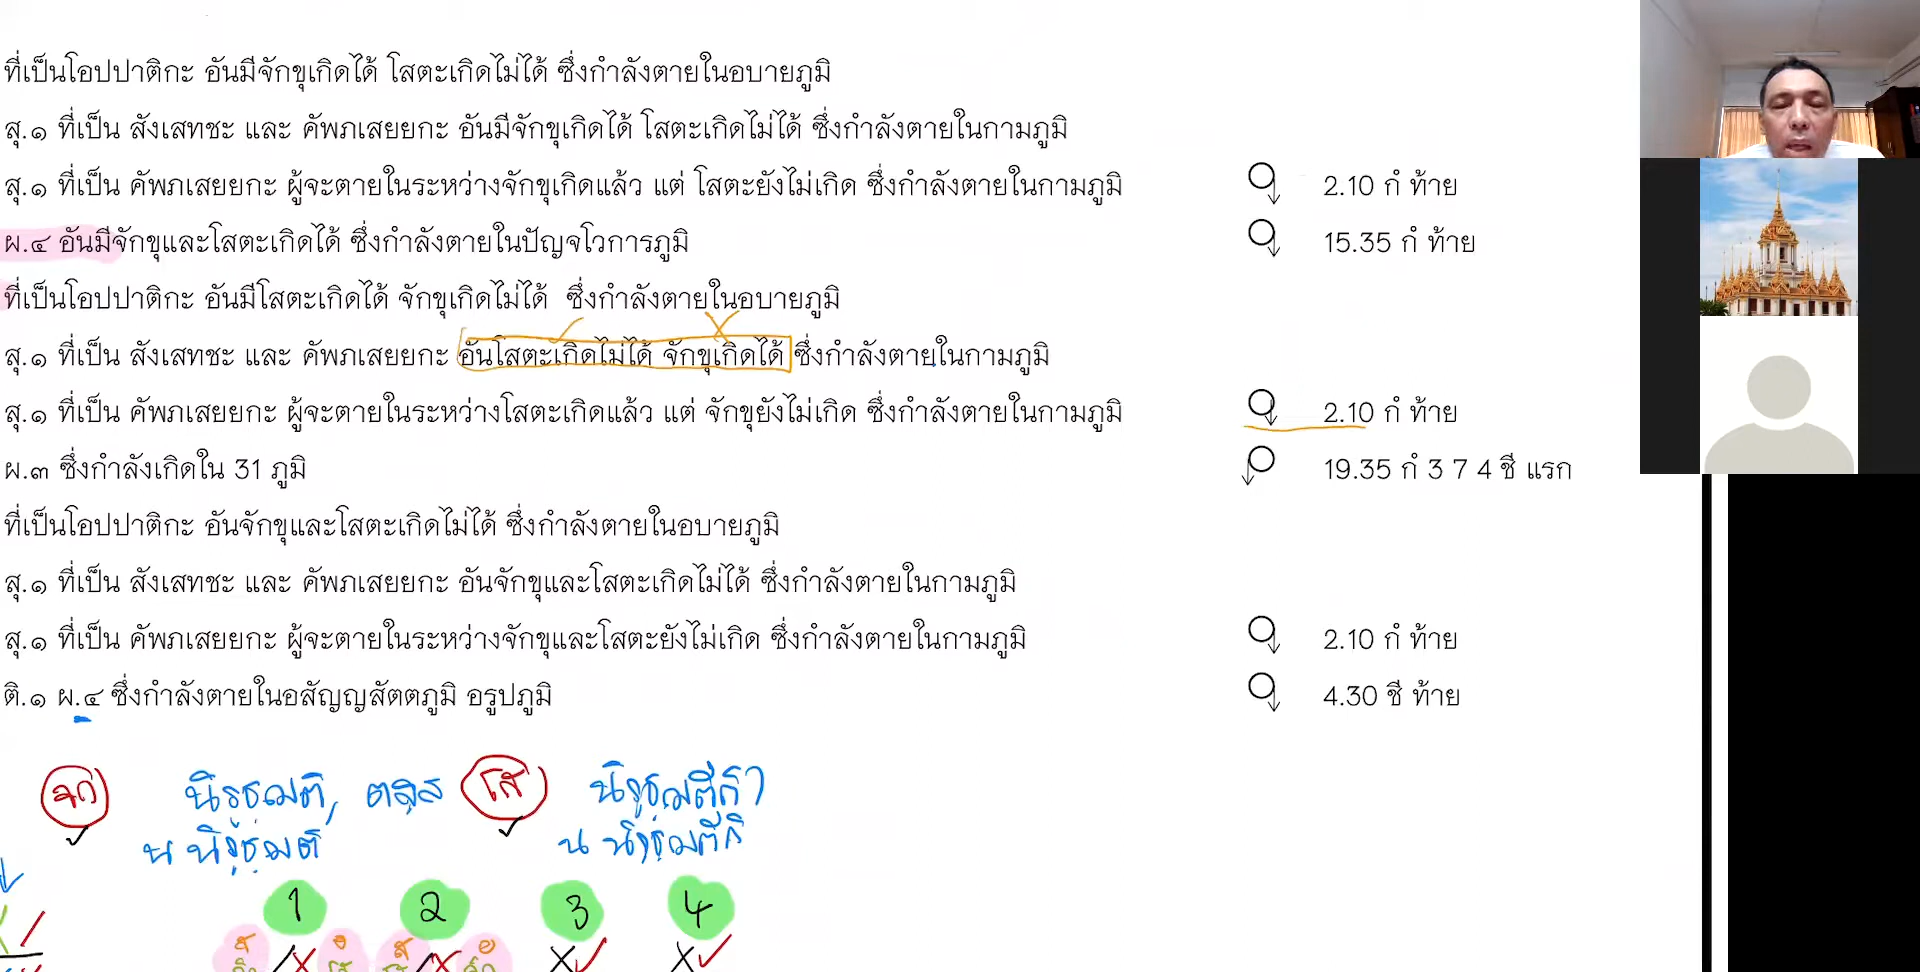 ที่เป็นโอปปาติกะ อันมีจักขุเกิดได้ โสตะเกิดไม่ได้ ซึ่งกำลังตายในอบายภูมิ
สุ.๑ ที่เป็น สังเสทชะ และ คัพภเสยยกะ อันมีจักขุเกิดได้ โสตะเกิดไม่ได้ ซึ่งกำลังตายในกามภูมิ
สุ.๑ ที่เป็น คัพภเสยยกะ ผู้จะตายในระหว่างจักขุเกิดแล้ว แต่ โสตะยังไม่เกิด ซึ่งกำลังตายในกามภูมิ 2.10 กํ ท้าย
ผ.๔ อันมีจักขุและโสตะเกิดได้ ซึ่งกำลังตายในปัญจโวการภูมิ 15.35 กํ ท้าย
ที่เป็นโอปปาติกะ อันมีโสตะเกิดได้ จักขุเกิดไม่ได้ ซึ่งกำลังตายในอบายภูมิ
สุ.๑ ที่เป็น สังเสทชะ และ คัพภเสยยกะ อันโสตะเกิดไม่ได้ จักขุเกิดได้ ซึ่งกำลังตายในกามภูมิ
สุ.๑ ที่เป็น คัพภเสยยกะ ผู้จะตายในระหว่างโสตะเกิดแล้ว แต่ จักขุยังไม่เกิด ซึ่งกำลังตายในกามภูมิ 2.10 กํ ท้าย
ผ.๓ ซึ่งกำลังเกิดใน 31 ภูมิ 19.35 กํ 3 7 4 ชี แรก
ที่เป็นโอปปาติกะ อันจักขุและโสตะเกิดไม่ได้ ซึ่งกำลังตายในอบายภูมิ
สุ.๑ ที่เป็น สังเสทชะ และ คัพภเสยยกะ อันจักขุและโสตะเกิดไม่ได้ ซึ่งกำลังตายในกามภูมิ
สุ.๑ ที่เป็น คัพภเสยยกะ ผู้จะตายในระหว่างจักขุและโสตะยังไม่เกิด ซึ่งกำลังตายในกามภูมิ 2.10 กํ ท้าย
ติ.๑ ผ.๔ ซึ่งกำลังตายในอสัญญสัตตภูมิ อรูปภูมิ 4.30 ชี ท้าย
นิรุชฺฌติ, ตสฺส โส นิรุชฺฌตีติ
น นิรุชฺฌติ น นิรุชฺฌตีติ
1 2 3 4